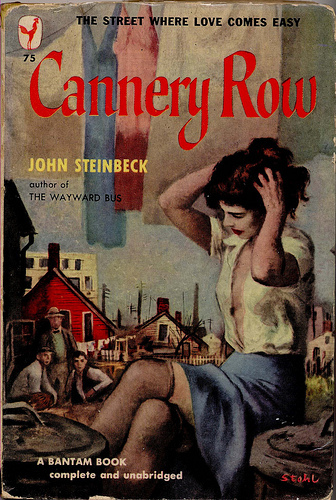 THE STREET WHERE LOVE COMES EASY
75
Cannery Row
JOHN STEINBECK
author of
THE WAYWARD BUS
A BANTAM BOOK
complete and unabridged
Stahl